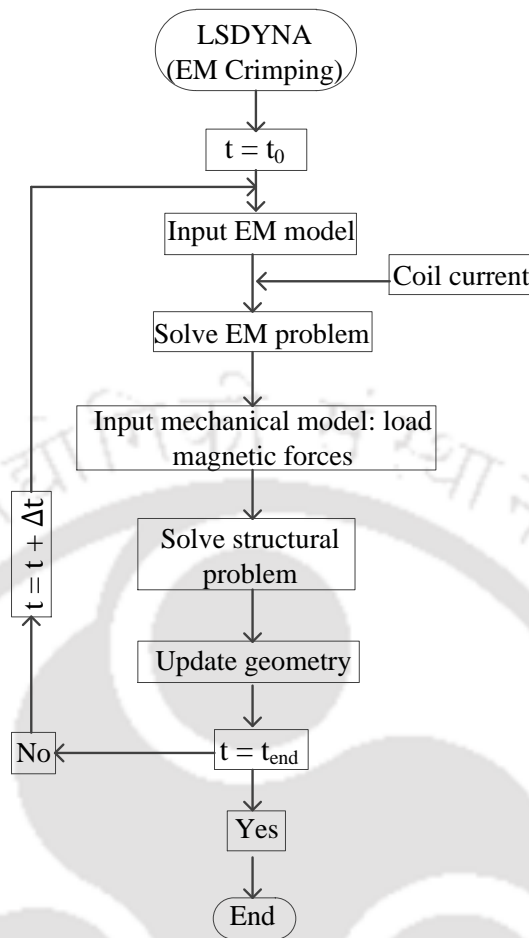 LSDYNA
(EM Crimping)
t = t₀
Input EM model
Coil current
Solve EM problem
Input mechanical model: load
magnetic forces
t = t + Δt
Solve structural
problem
Update geometry
No
t = t_end
Yes
End